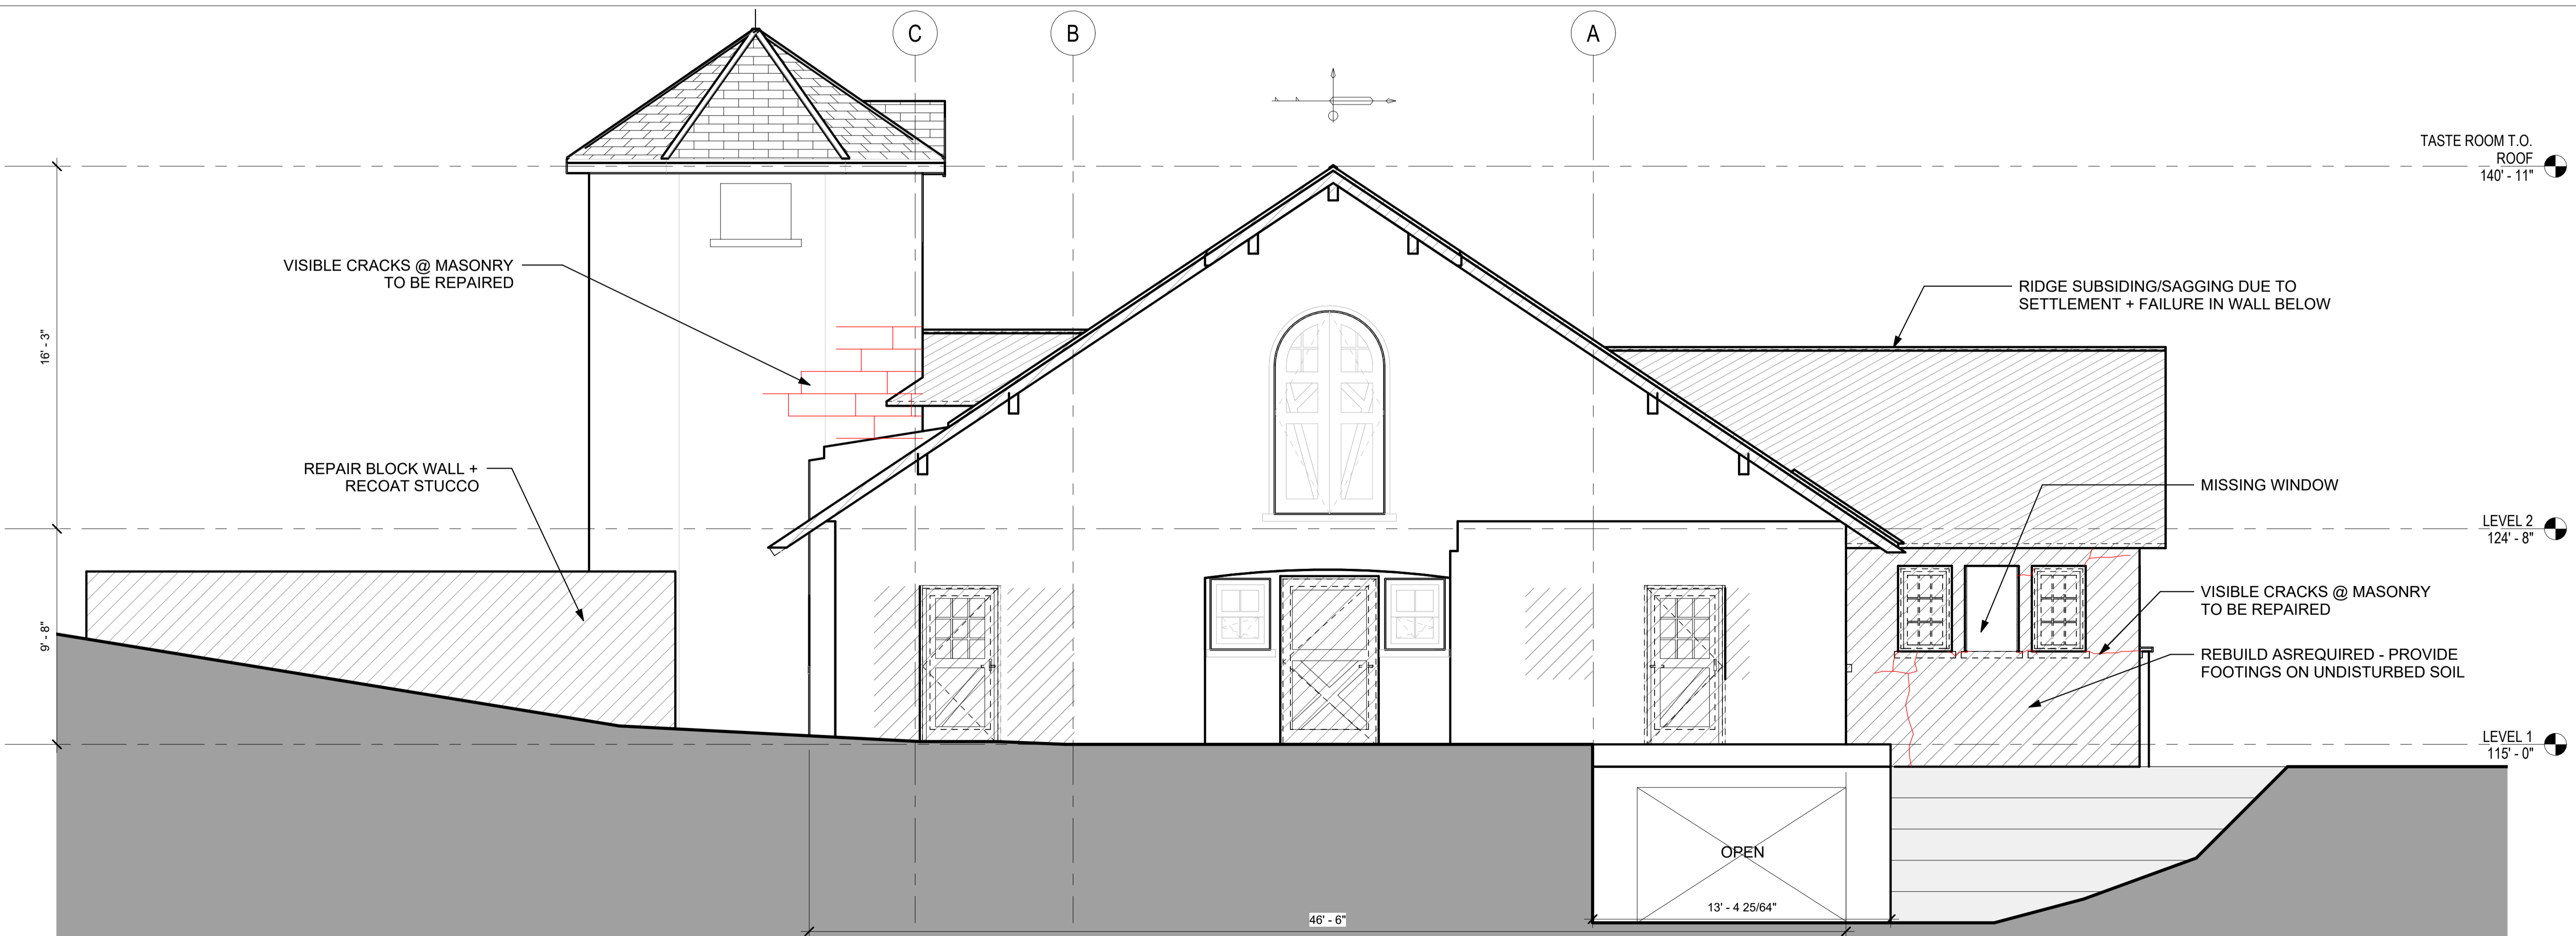 C
B
A
TASTE ROOM T.O.
ROOF
140' - 11"
VISIBLE CRACKS @ MASONRY
TO BE REPAIRED
RIDGE SUBSIDING/SAGGING DUE TO
SETTLEMENT + FAILURE IN WALL BELOW
16' - 3"
REPAIR BLOCK WALL +
RECOAT STUCCO
MISSING WINDOW
LEVEL 2
124' - 8"
VISIBLE CRACKS @ MASONRY
TO BE REPAIRED
9' - 8"
REBUILD ASREQUIRED - PROVIDE
FOOTINGS ON UNDISTURBED SOIL
LEVEL 1
115' - 0"
OPEN
13' - 4 25/64"
46' - 6"